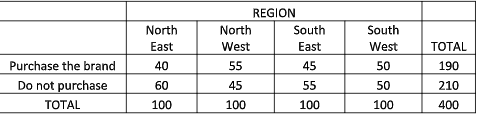 REGION
North East North West South East South West TOTAL
Purchase the brand 40 55 45 50 190
Do not purchase 60 45 55 50 210
TOTAL 100 100 100 100 400